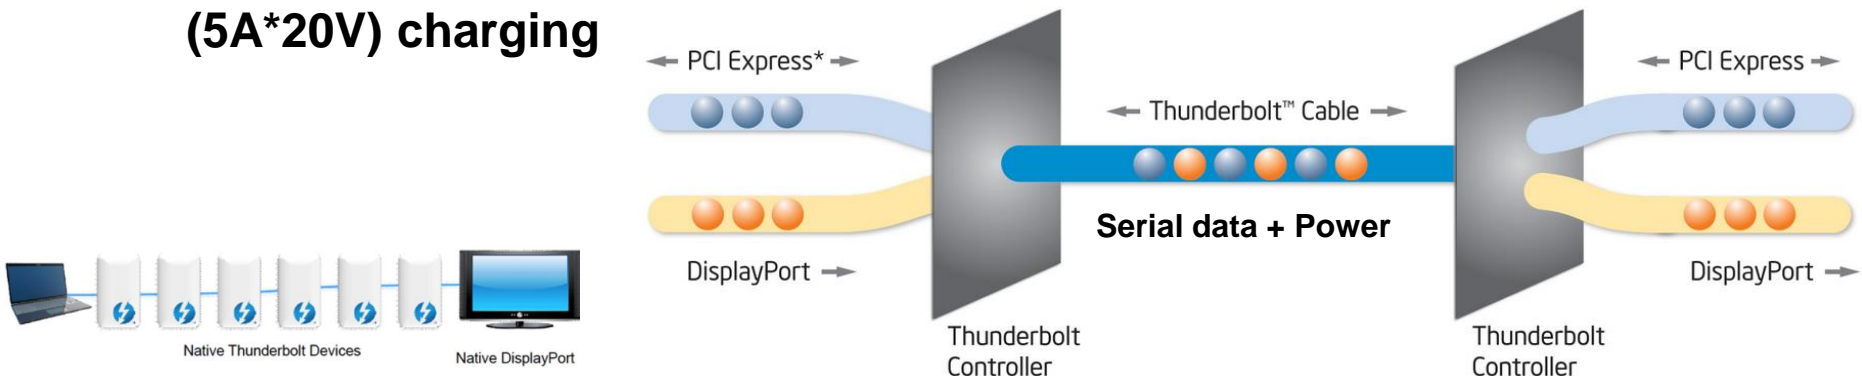 (5A*20V) charging
← PCI Express* →
← PCI Express →
← Thunderbolt™ Cable →
Serial data + Power
DisplayPort →
DisplayPort →
Native Thunderbolt Devices
Native DisplayPort
Thunderbolt
Controller
Thunderbolt
Controller